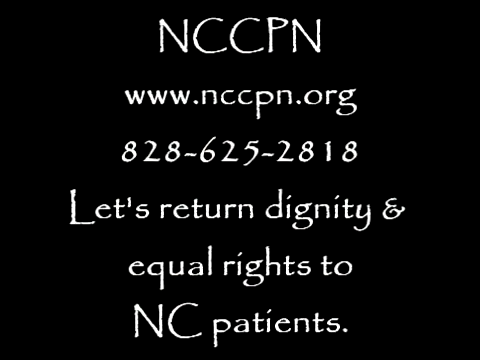 NCCPN
www.nccpn.org
828-625-2818
Let's return dignity &
equal rights to
NC patients.